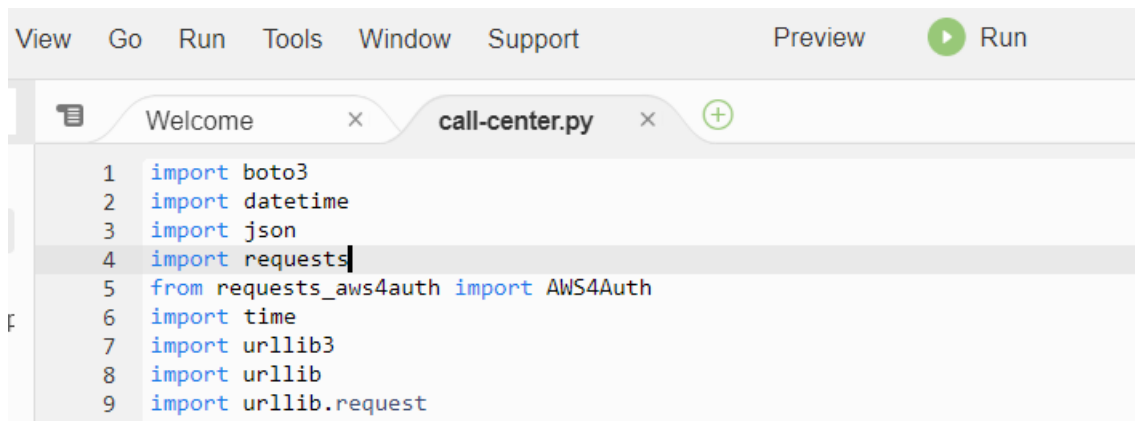 View Go Run Tools Window Support Preview Run
Welcome × call-center.py ×
1 import boto3
2 import datetime
3 import json
4 import requests
5 from requests_aws4auth import AWS4Auth
6 import time
7 import urllib3
8 import urllib
9 import urllib.request